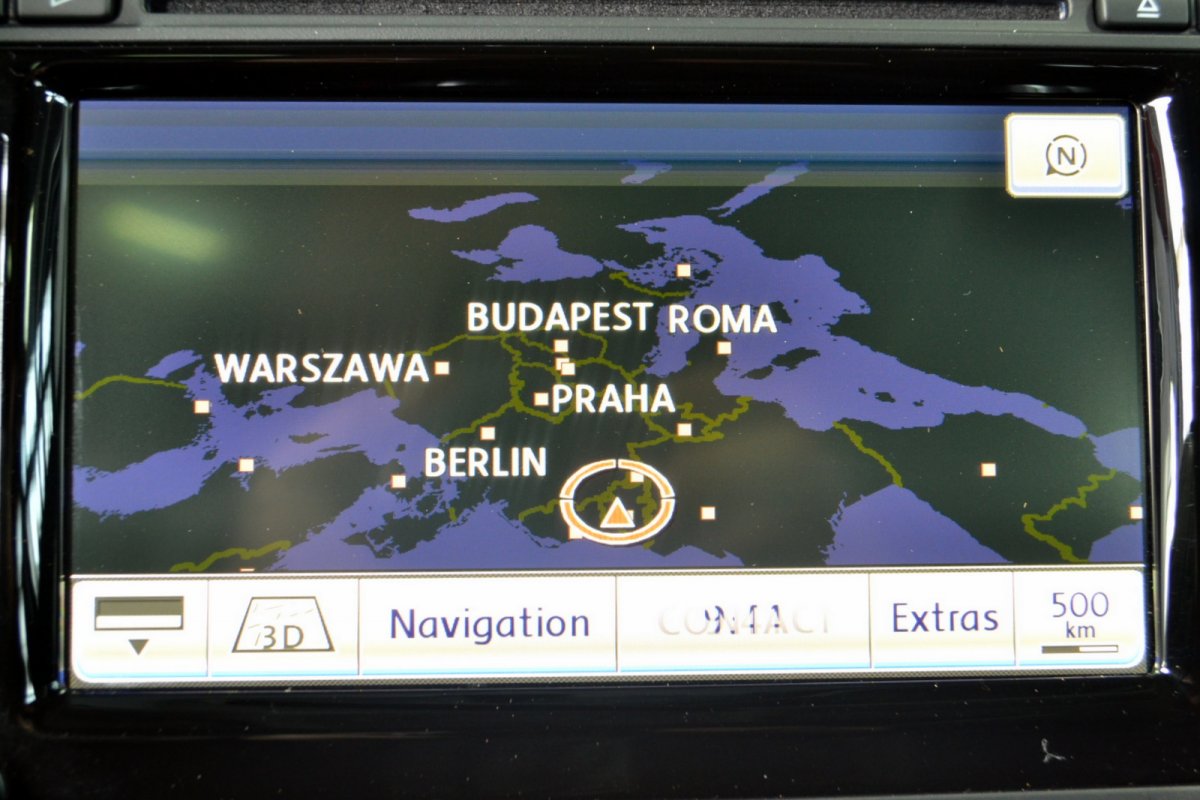 N
BUDAPEST ROMA
WARSZAWA
PRAHA
BERLIN
3D
Navigation
Extras
500
km